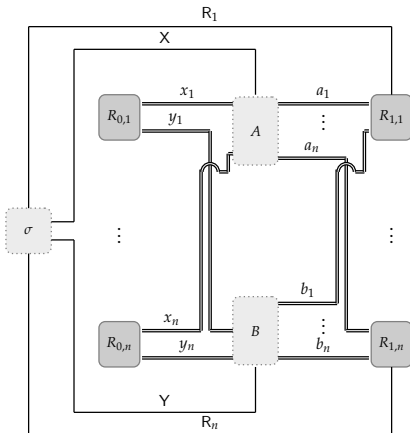 R₁
X
x₁ a₁
R₀,₁ y₁ A ⋮ R₁,₁
aₙ
σ ⋮ ⋮
b₁
xₙ ⋮
R₀,ₙ yₙ B bₙ R₁,ₙ
Y
Rₙ